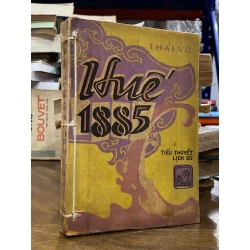 THÁI VŨ
Huế
1885
TIỂU THUYẾT
LỊCH SỬ
BOUVET